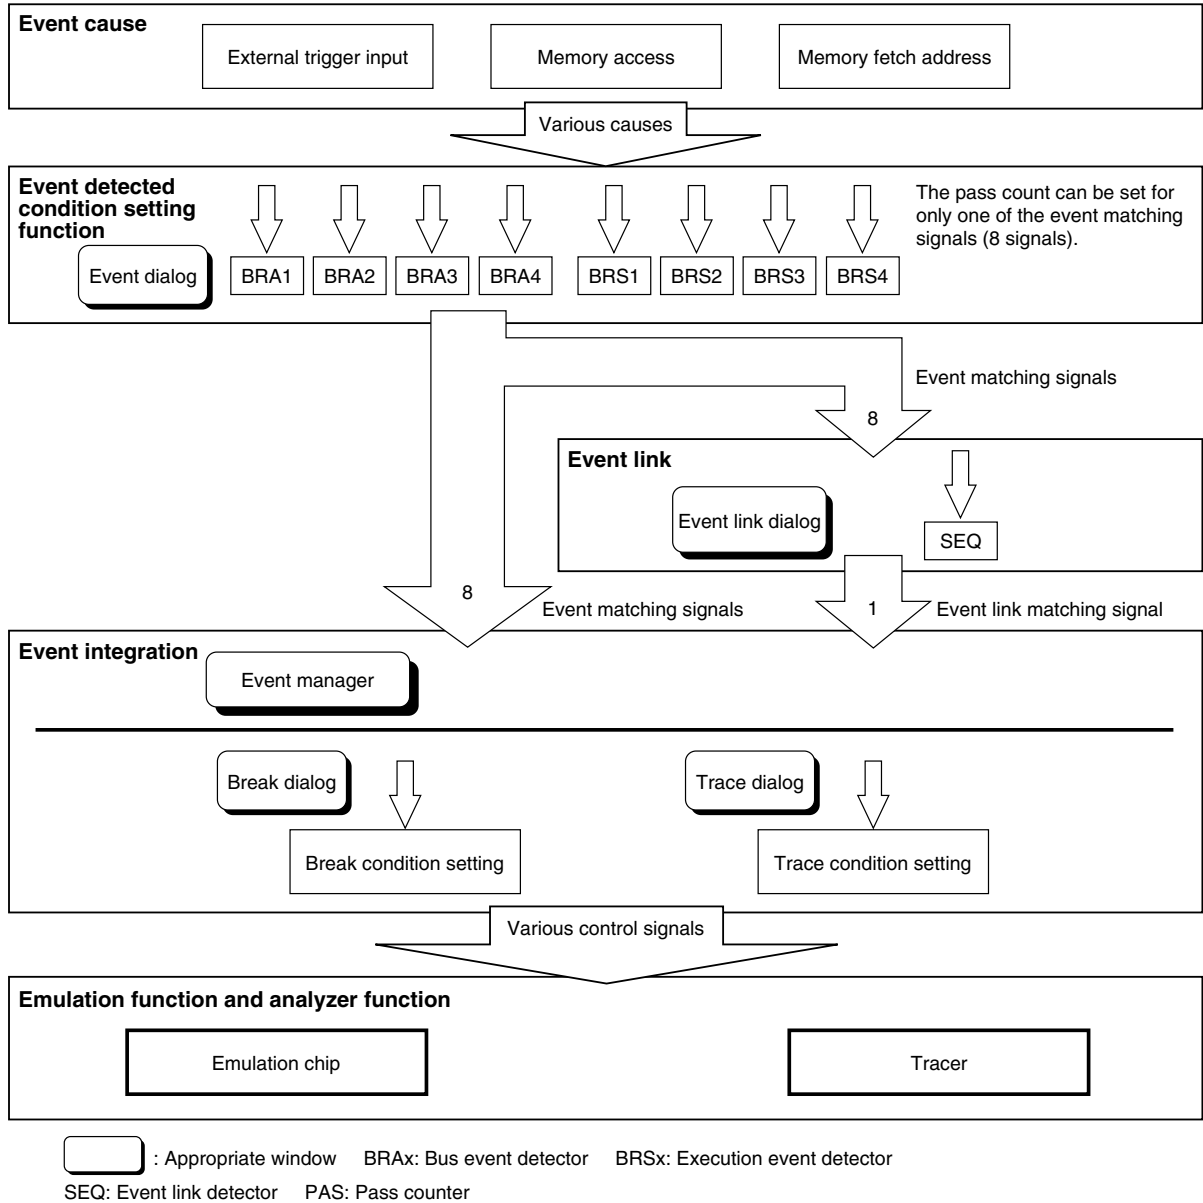 Event cause
External trigger input
Memory access
Memory fetch address
Various causes
Event detected
condition setting
function
The pass count can be set for
only one of the event matching
signals (8 signals).
Event dialog
BRA1
BRA2
BRA3
BRA4
BRS1
BRS2
BRS3
BRS4
Event matching signals
8
Event link
Event link dialog
SEQ
8
Event matching signals
1
Event link matching signal
Event integration
Event manager
Break dialog
Trace dialog
Break condition setting
Trace condition setting
Various control signals
Emulation function and analyzer function
Emulation chip
Tracer
: Appropriate window BRAx: Bus event detector BRSx: Execution event detector
SEQ: Event link detector PAS: Pass counter